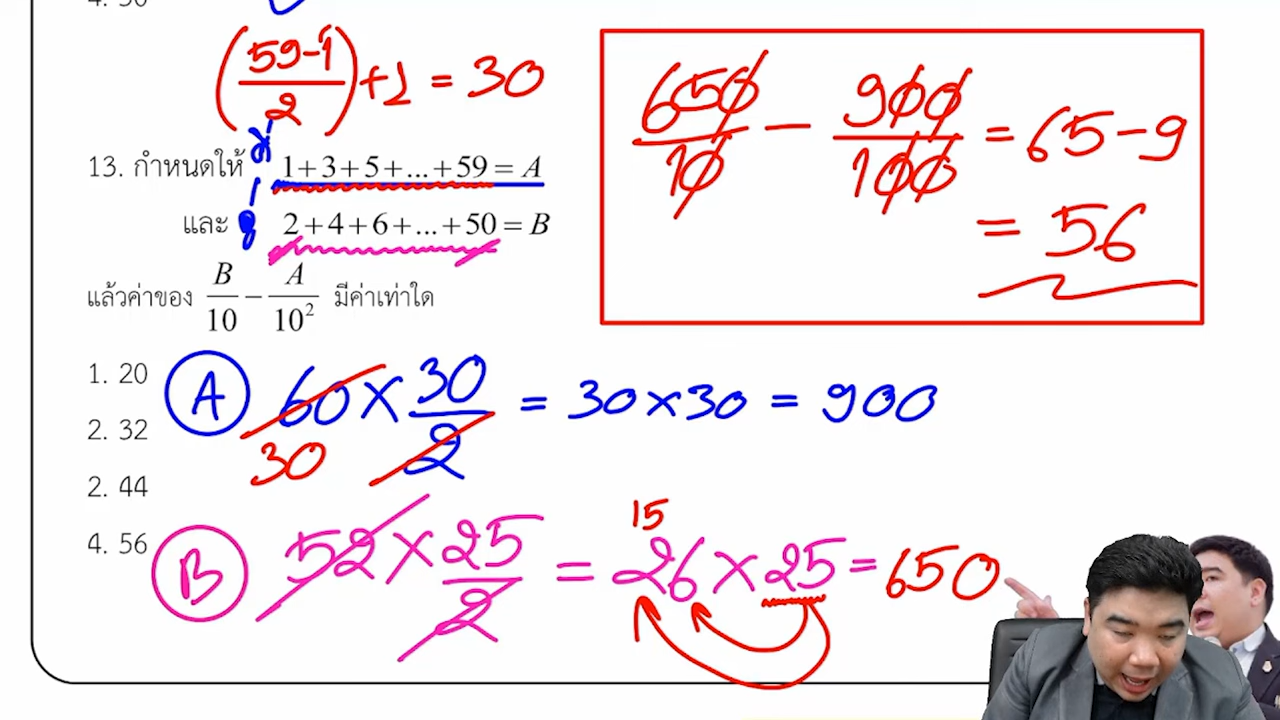 4. 50
(59-1/2)+1 = 30
650/10 - 900/100 = 65-9
= 56
13. กำหนดให้ 1+3+5+...+59 = A
และ 2+4+6+...+50 = B
แล้วค่าของ B/10 - A/10² มีค่าเท่าใด
1. 20
2. 32
2. 44
4. 56
A 60×30/2 = 30×30 = 900
30
15
B 52×25/2 = 26×25 = 650